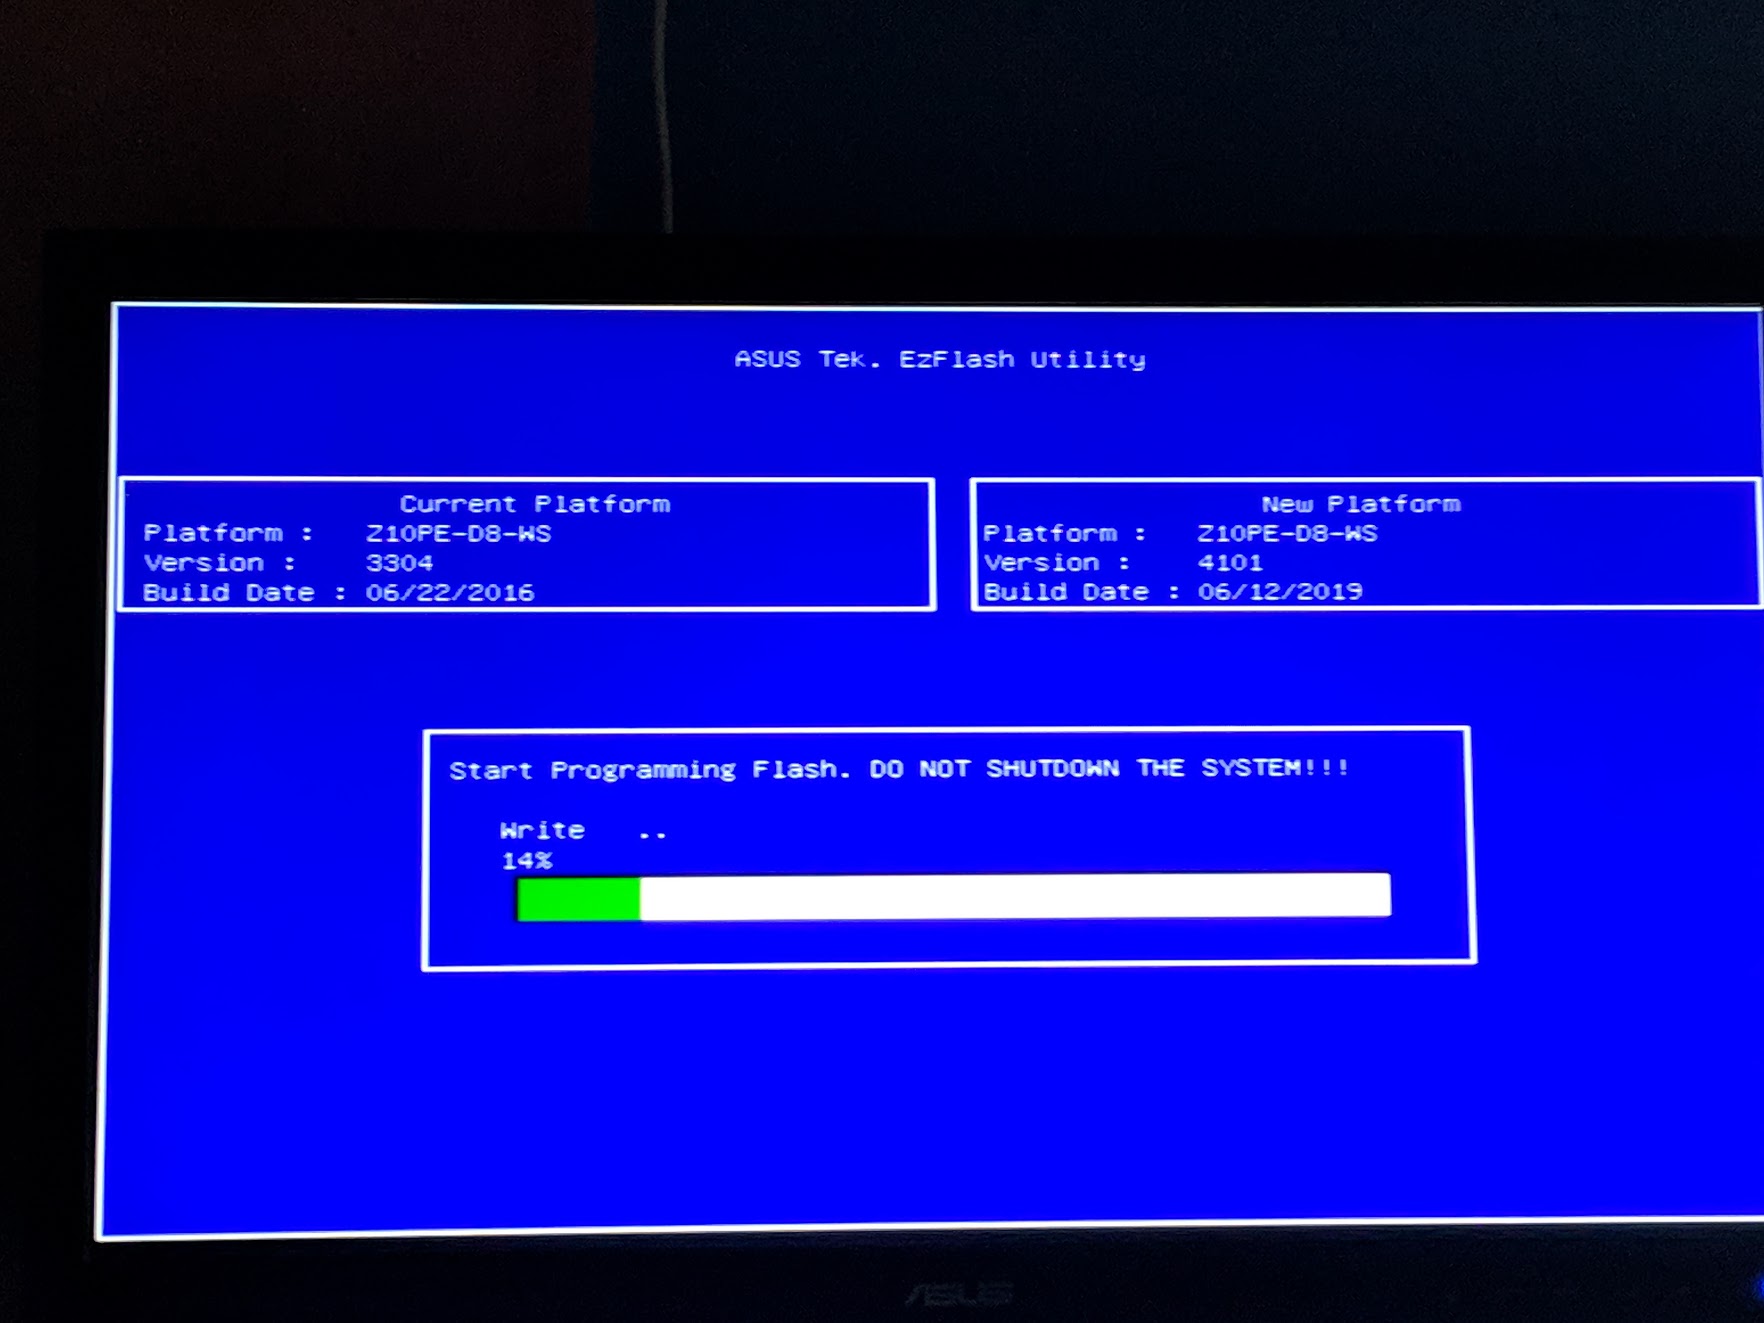 ASUS Tek. EzFlash Utility
Current Platform
Platform : Z10PE-D8-WS
Version : 3304
Build Date : 06/22/2016
New Platform
Platform : Z10PE-D8-WS
Version : 4101
Build Date : 06/12/2019
Start Programming Flash. DO NOT SHUTDOWN THE SYSTEM!!!
Write ..
14%
ASUS